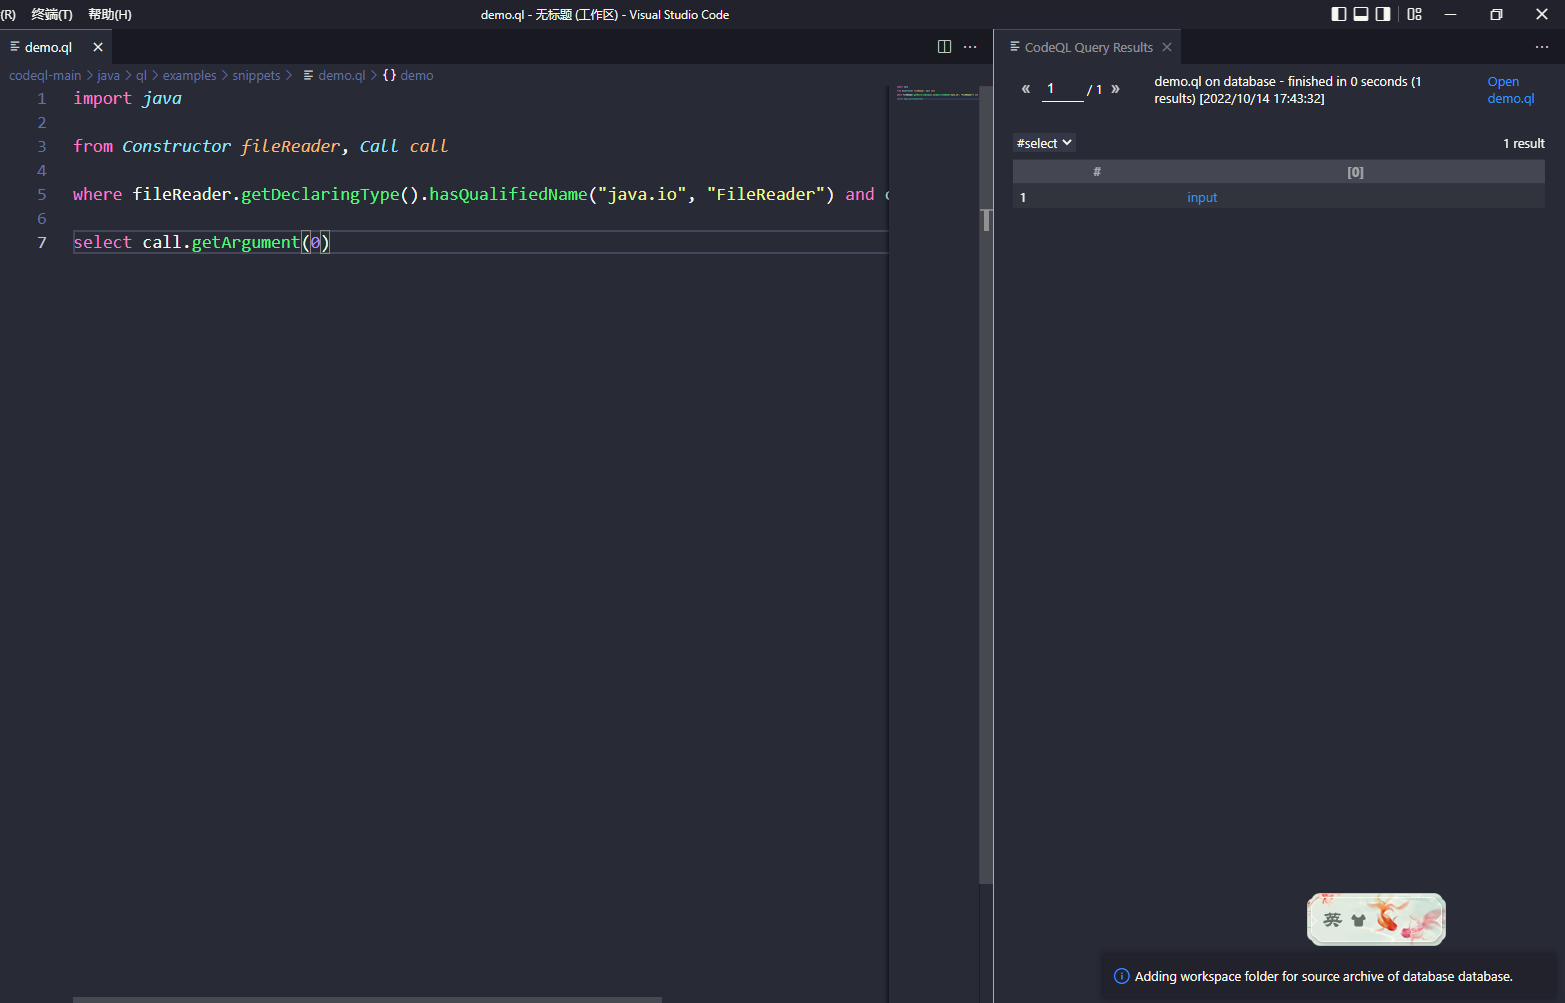 (R) 终端(T) 帮助(H) demo.ql - 无标题 (工作区) - Visual Studio Code
demo.ql
codeql-main > java > ql > examples > snippets > demo.ql > {} demo
1 import java
2
3 from Constructor fileReader, Call call
4
5 where fileReader.getDeclaringType().hasQualifiedName("java.io", "FileReader") and
6
7 select call.getArgument(0)
CodeQL Query Results
« 1 / 1 »
demo.ql on database - finished in 0 seconds (1
results) [2022/10/14 17:43:32]
Open
demo.ql
#select 1 result
# [0]
1 input
英
Adding workspace folder for source archive of database database.